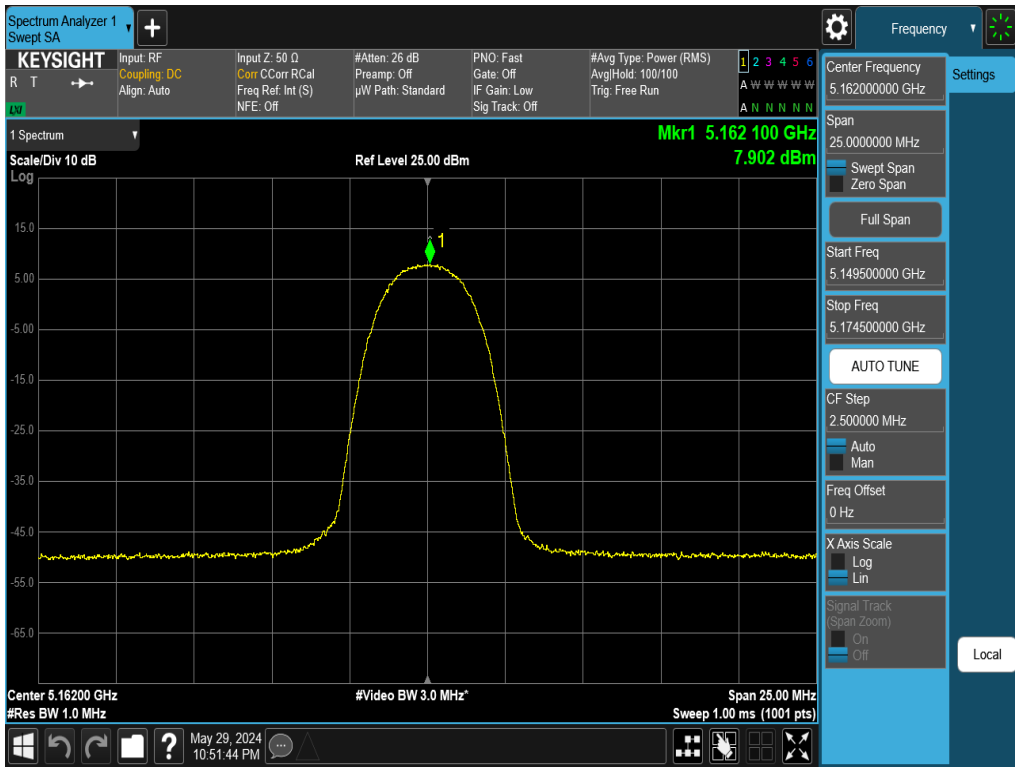 Spectrum Analyzer 1
Swept SA
Frequency
KEYSIGHT
R T
LXI
Input: RF
Coupling: DC
Align: Auto
Input Z: 50 Ω
Corr CCorr RCal
Freq Ref: Int (S)
NFE: Off
#Atten: 26 dB
Preamp: Off
µW Path: Standard
PNO: Fast
Gate: Off
IF Gain: Low
Sig Track: Off
#Avg Type: Power (RMS)
Avg|Hold: 100/100
Trig: Free Run
1 2 3 4 5 6
A W W W W W
A N N N N N
1 Spectrum
Scale/Div 10 dB
Log
Ref Level 25.00 dBm
Mkr1 5.162 100 GHz
7.902 dBm
1
15.0
5.00
-5.00
-15.0
-25.0
-35.0
-45.0
-55.0
-65.0
Center 5.16200 GHz
#Res BW 1.0 MHz
#Video BW 3.0 MHz*
Span 25.00 MHz
Sweep 1.00 ms (1001 pts)
Center Frequency
5.162000000 GHz
Settings
Span
25.0000000 MHz
Swept Span
Zero Span
Full Span
Start Freq
5.149500000 GHz
Stop Freq
5.174500000 GHz
AUTO TUNE
CF Step
2.500000 MHz
Auto
Man
Freq Offset
0 Hz
X Axis Scale
Log
Lin
Signal Track
(Span Zoom)
On
Off
Local
?
May 29, 2024
10:51:44 PM